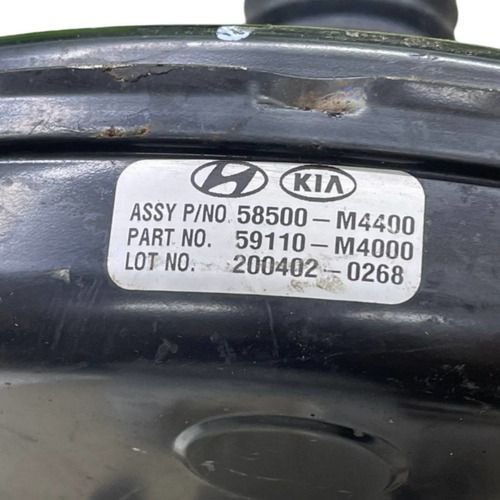 KIA
ASSY P/NO. 58500-M4400
PART NO. 59110-M4000
LOT NO. 200402-0268